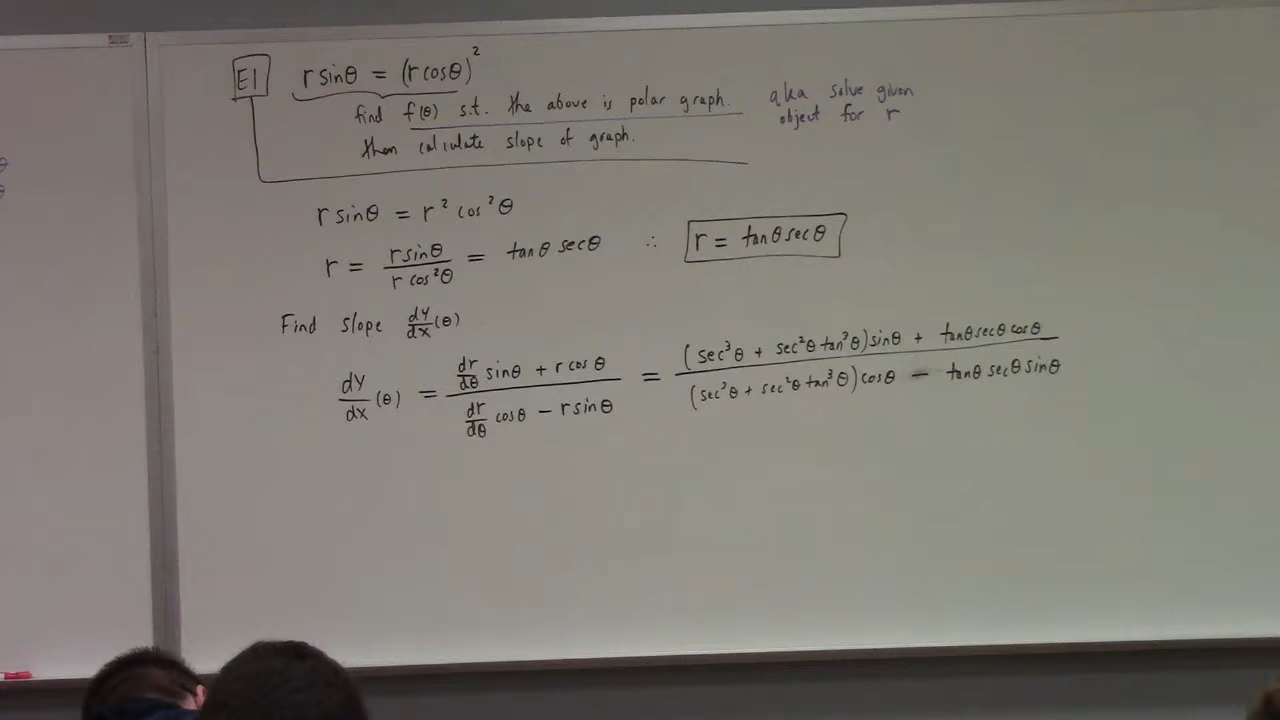 E1 r sinθ = (r cosθ)²
find f(θ) s.t. the above is polar graph.
then calculate slope of graph.
aka solve given
object for r
r sinθ = r² cos²θ
r = r sinθ / r cos²θ = tanθ secθ ∴ r = tanθ secθ
Find slope dy/dx (θ)
dy/dx (θ) = (dr/dθ sinθ + r cosθ) / (dr/dθ cosθ − r sinθ) = ((sec³θ + sec²θ tan²θ) sinθ + tanθ secθ cosθ) / ((sec³θ + sec²θ tan³θ) cosθ − tanθ secθ sinθ)